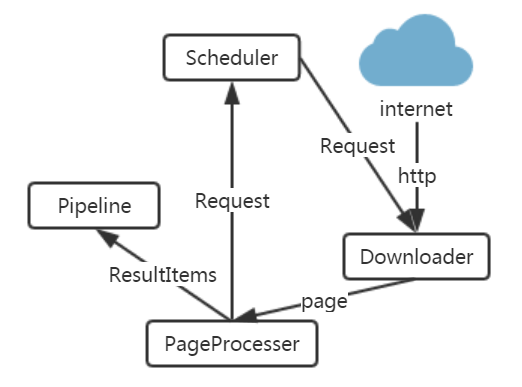 Scheduler
internet
Request
http
Request
Pipeline
Downloader
ResultItems
page
PageProcesser